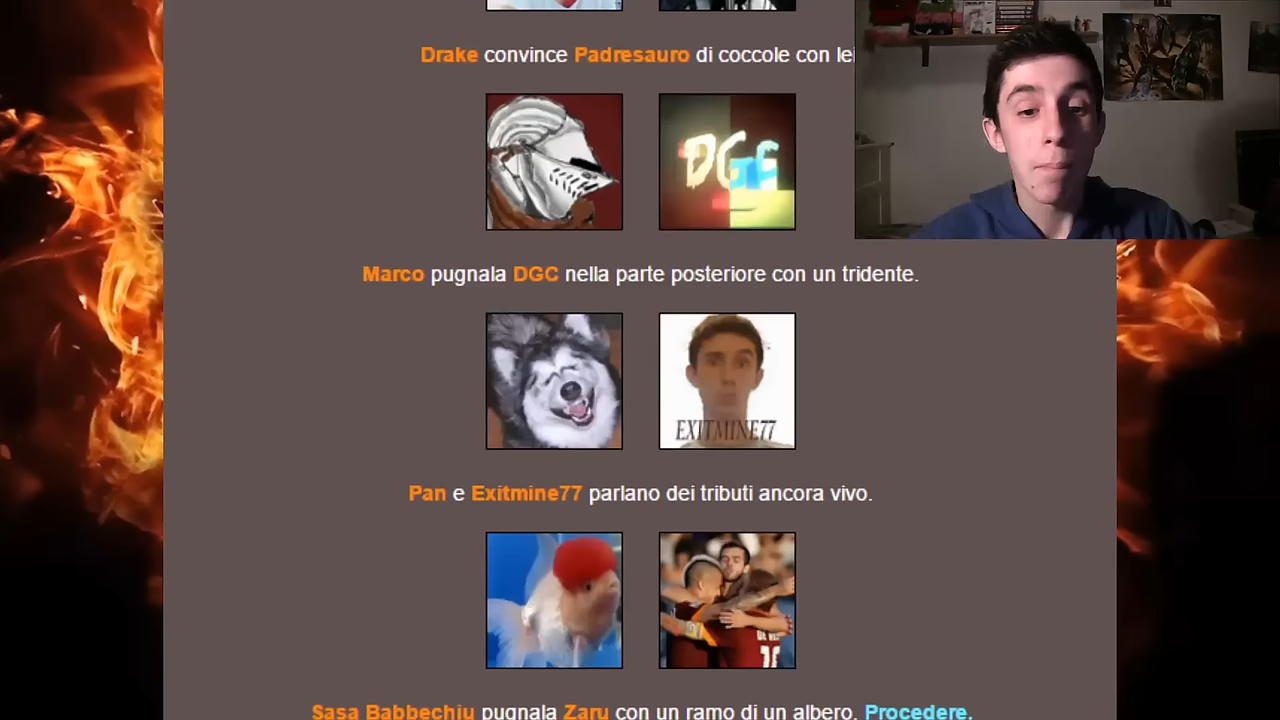 Drake convince Padresauro di coccole con lei
DGC
Marco pugnala DGC nella parte posteriore con un tridente.
EXITMINE77
Pan e Exitmine77 parlano dei tributi ancora vivo.
Sasa Babbechiu pugnala Zaru con un ramo di un albero. Procedere.